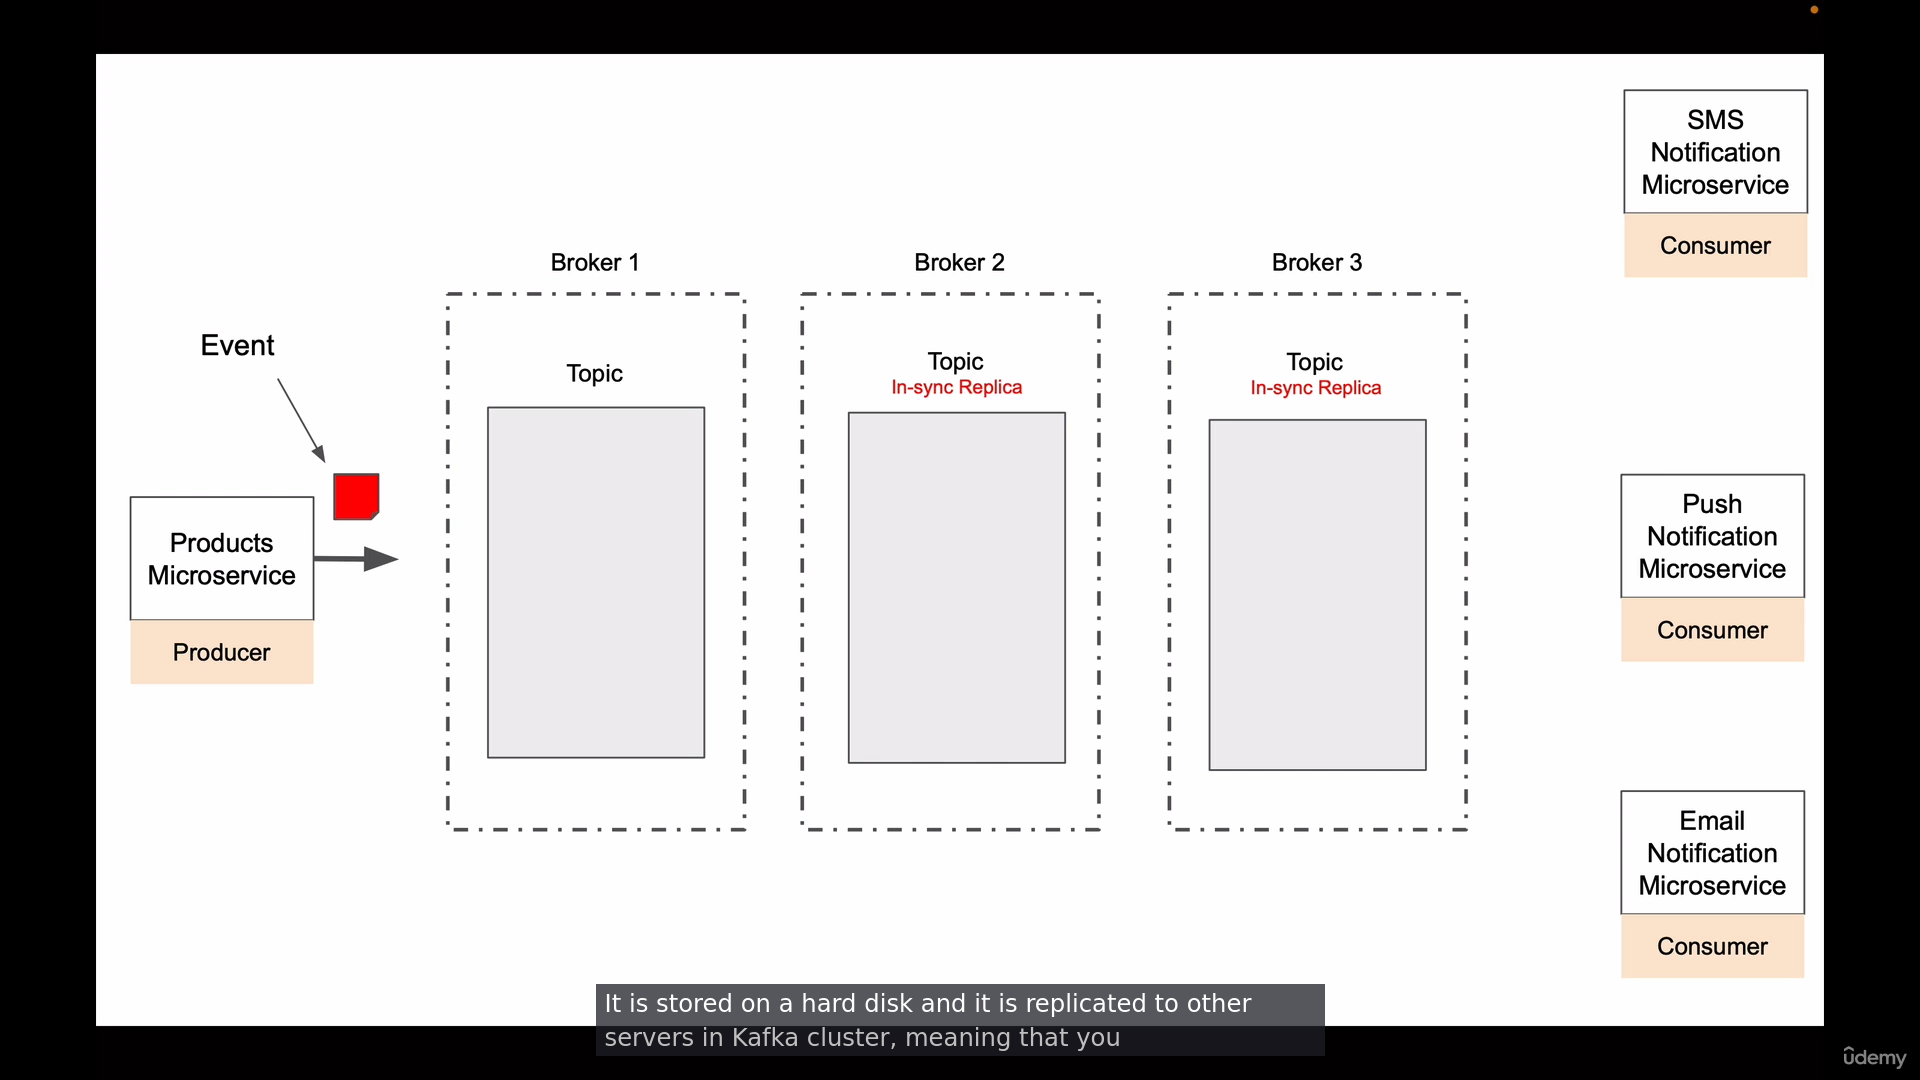 SMS
Notification
Microservice
Consumer
Broker 1
Broker 2
Broker 3
Event
Topic
Topic
In-sync Replica
Topic
In-sync Replica
Products
Microservice
Producer
Push
Notification
Microservice
Consumer
Email
Notification
Microservice
Consumer
It is stored on a hard disk and it is replicated to other
servers in Kafka cluster, meaning that you
udemy